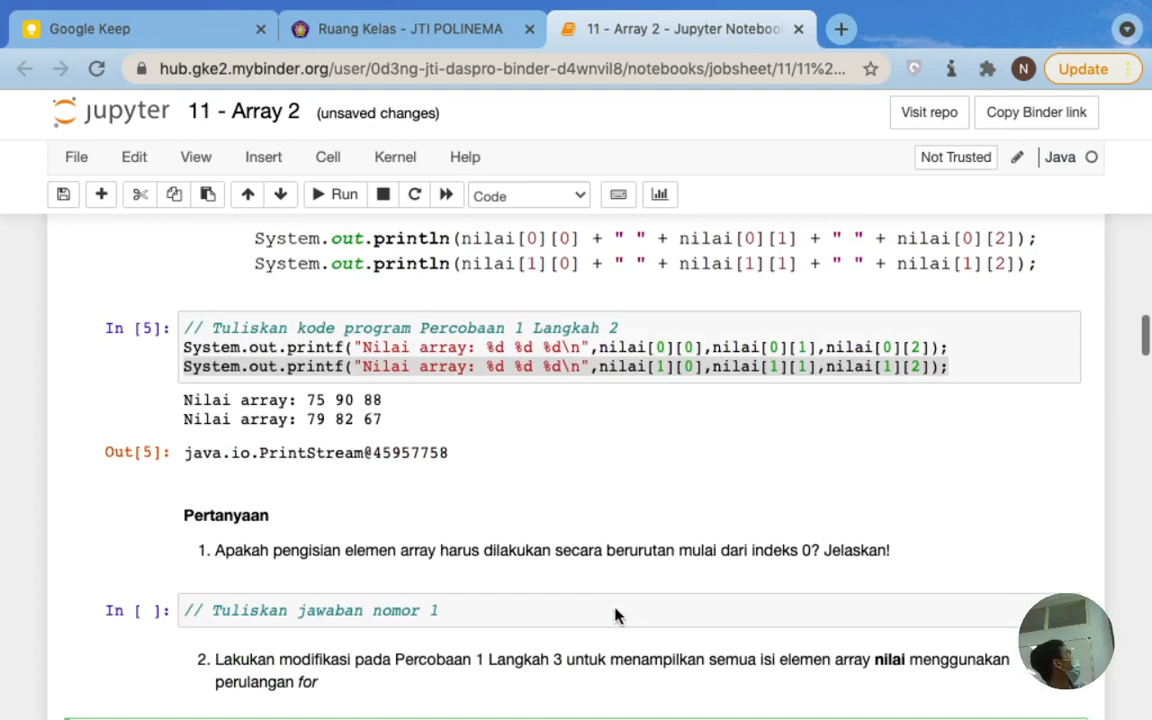 Google Keep
Ruang Kelas - JTI POLINEMA
11 - Array 2 - Jupyter Noteboo
hub.gke2.mybinder.org/user/0d3ng-jti-daspro-binder-d4wnvil8/notebooks/jobsheet/11/11%2...
N
Update
jupyter 11 - Array 2 (unsaved changes)
Visit repo
Copy Binder link
File Edit View Insert Cell Kernel Help
Not Trusted
Java
Run
Code
System.out.println(nilai[0][0] + " " + nilai[0][1] + " " + nilai[0][2]);
System.out.println(nilai[1][0] + " " + nilai[1][1] + " " + nilai[1][2]);
In [5]: // Tuliskan kode program Percobaan 1 Langkah 2
System.out.printf("Nilai array: %d %d %d\n",nilai[0][0],nilai[0][1],nilai[0][2]);
System.out.printf("Nilai array: %d %d %d\n",nilai[1][0],nilai[1][1],nilai[1][2]);
Nilai array: 75 90 88
Nilai array: 79 82 67
Out[5]: java.io.PrintStream@45957758
Pertanyaan
1. Apakah pengisian elemen array harus dilakukan secara berurutan mulai dari indeks 0? Jelaskan!
In [ ]: // Tuliskan jawaban nomor 1
2. Lakukan modifikasi pada Percobaan 1 Langkah 3 untuk menampilkan semua isi elemen array nilai menggunakan
perulangan for